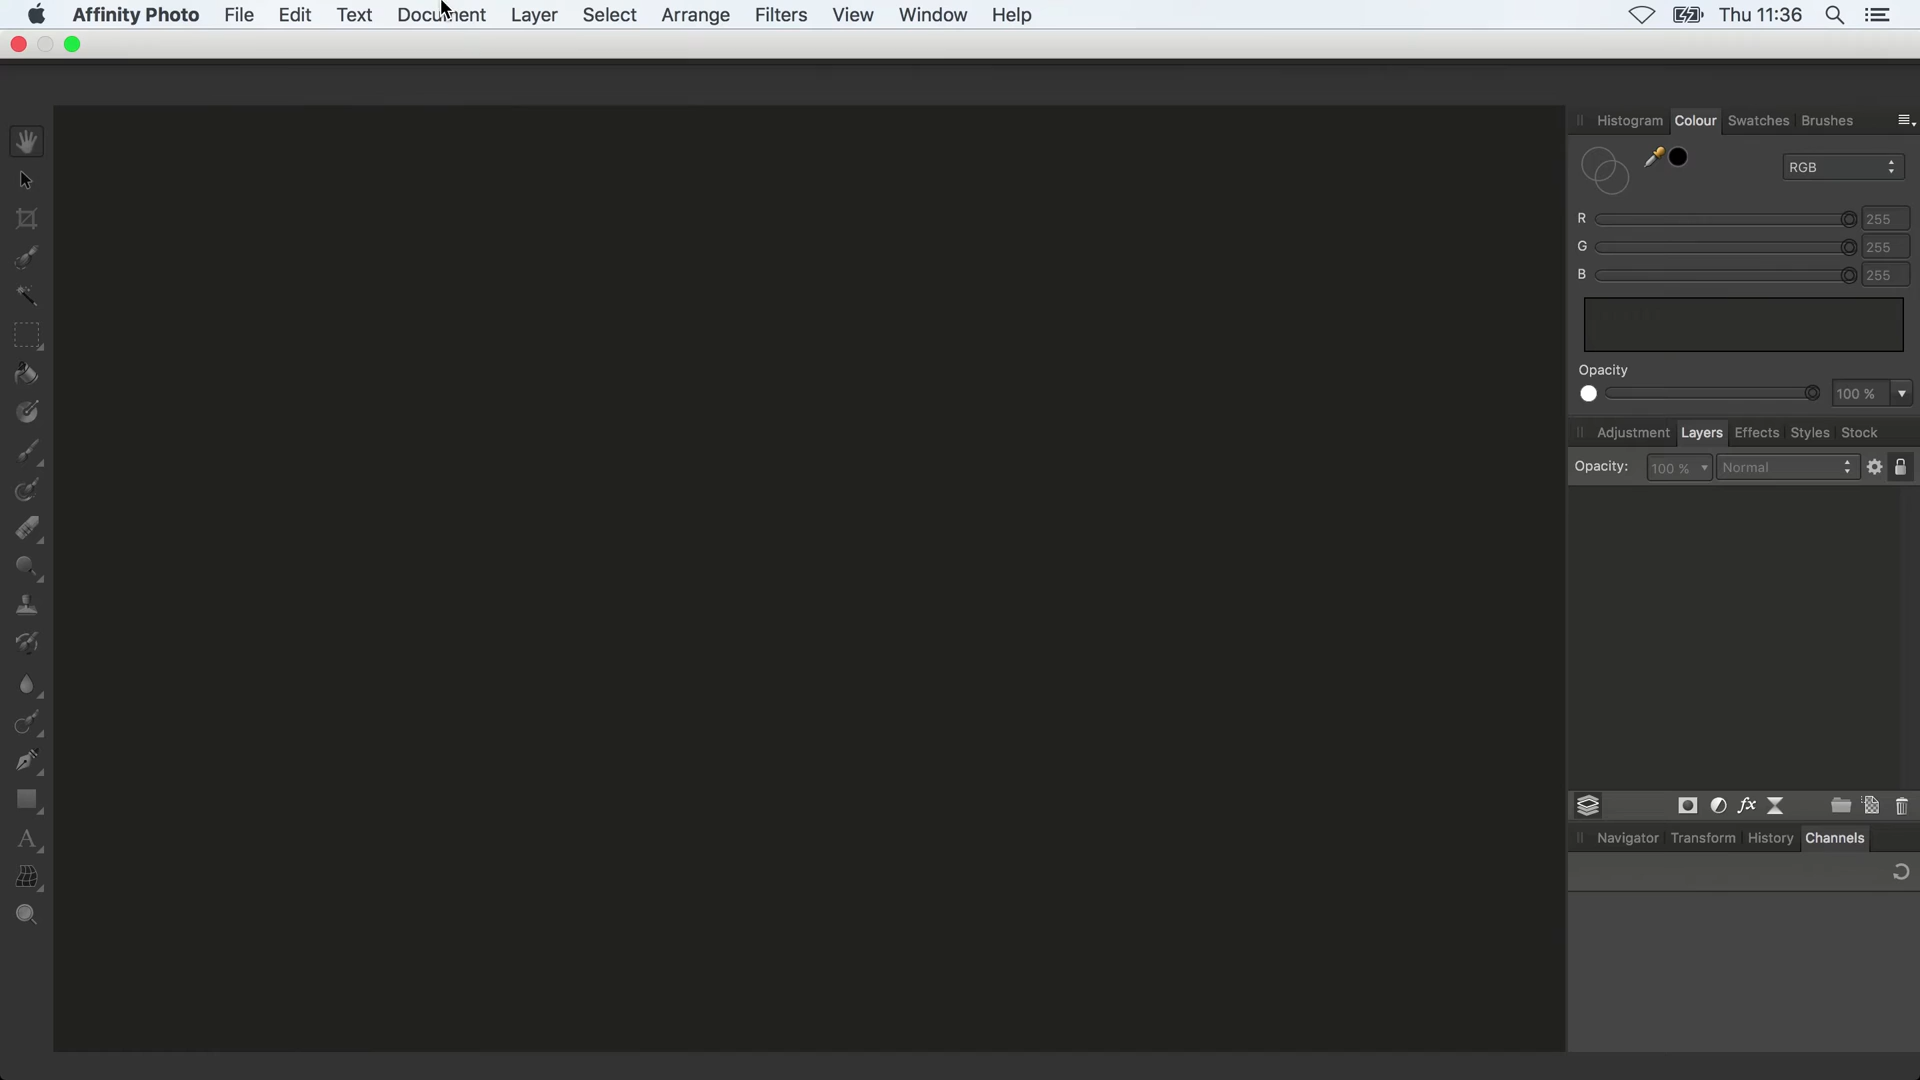 Affinity Photo File Edit Text Document Layer Select Arrange Filters View Window Help Thu 11:36
Histogram Colour Swatches Brushes
RGB
R 255
G 255
B 255
Opacity
100 %
Adjustment Layers Effects Styles Stock
Opacity: 100 % Normal
fx
Navigator Transform History Channels
A